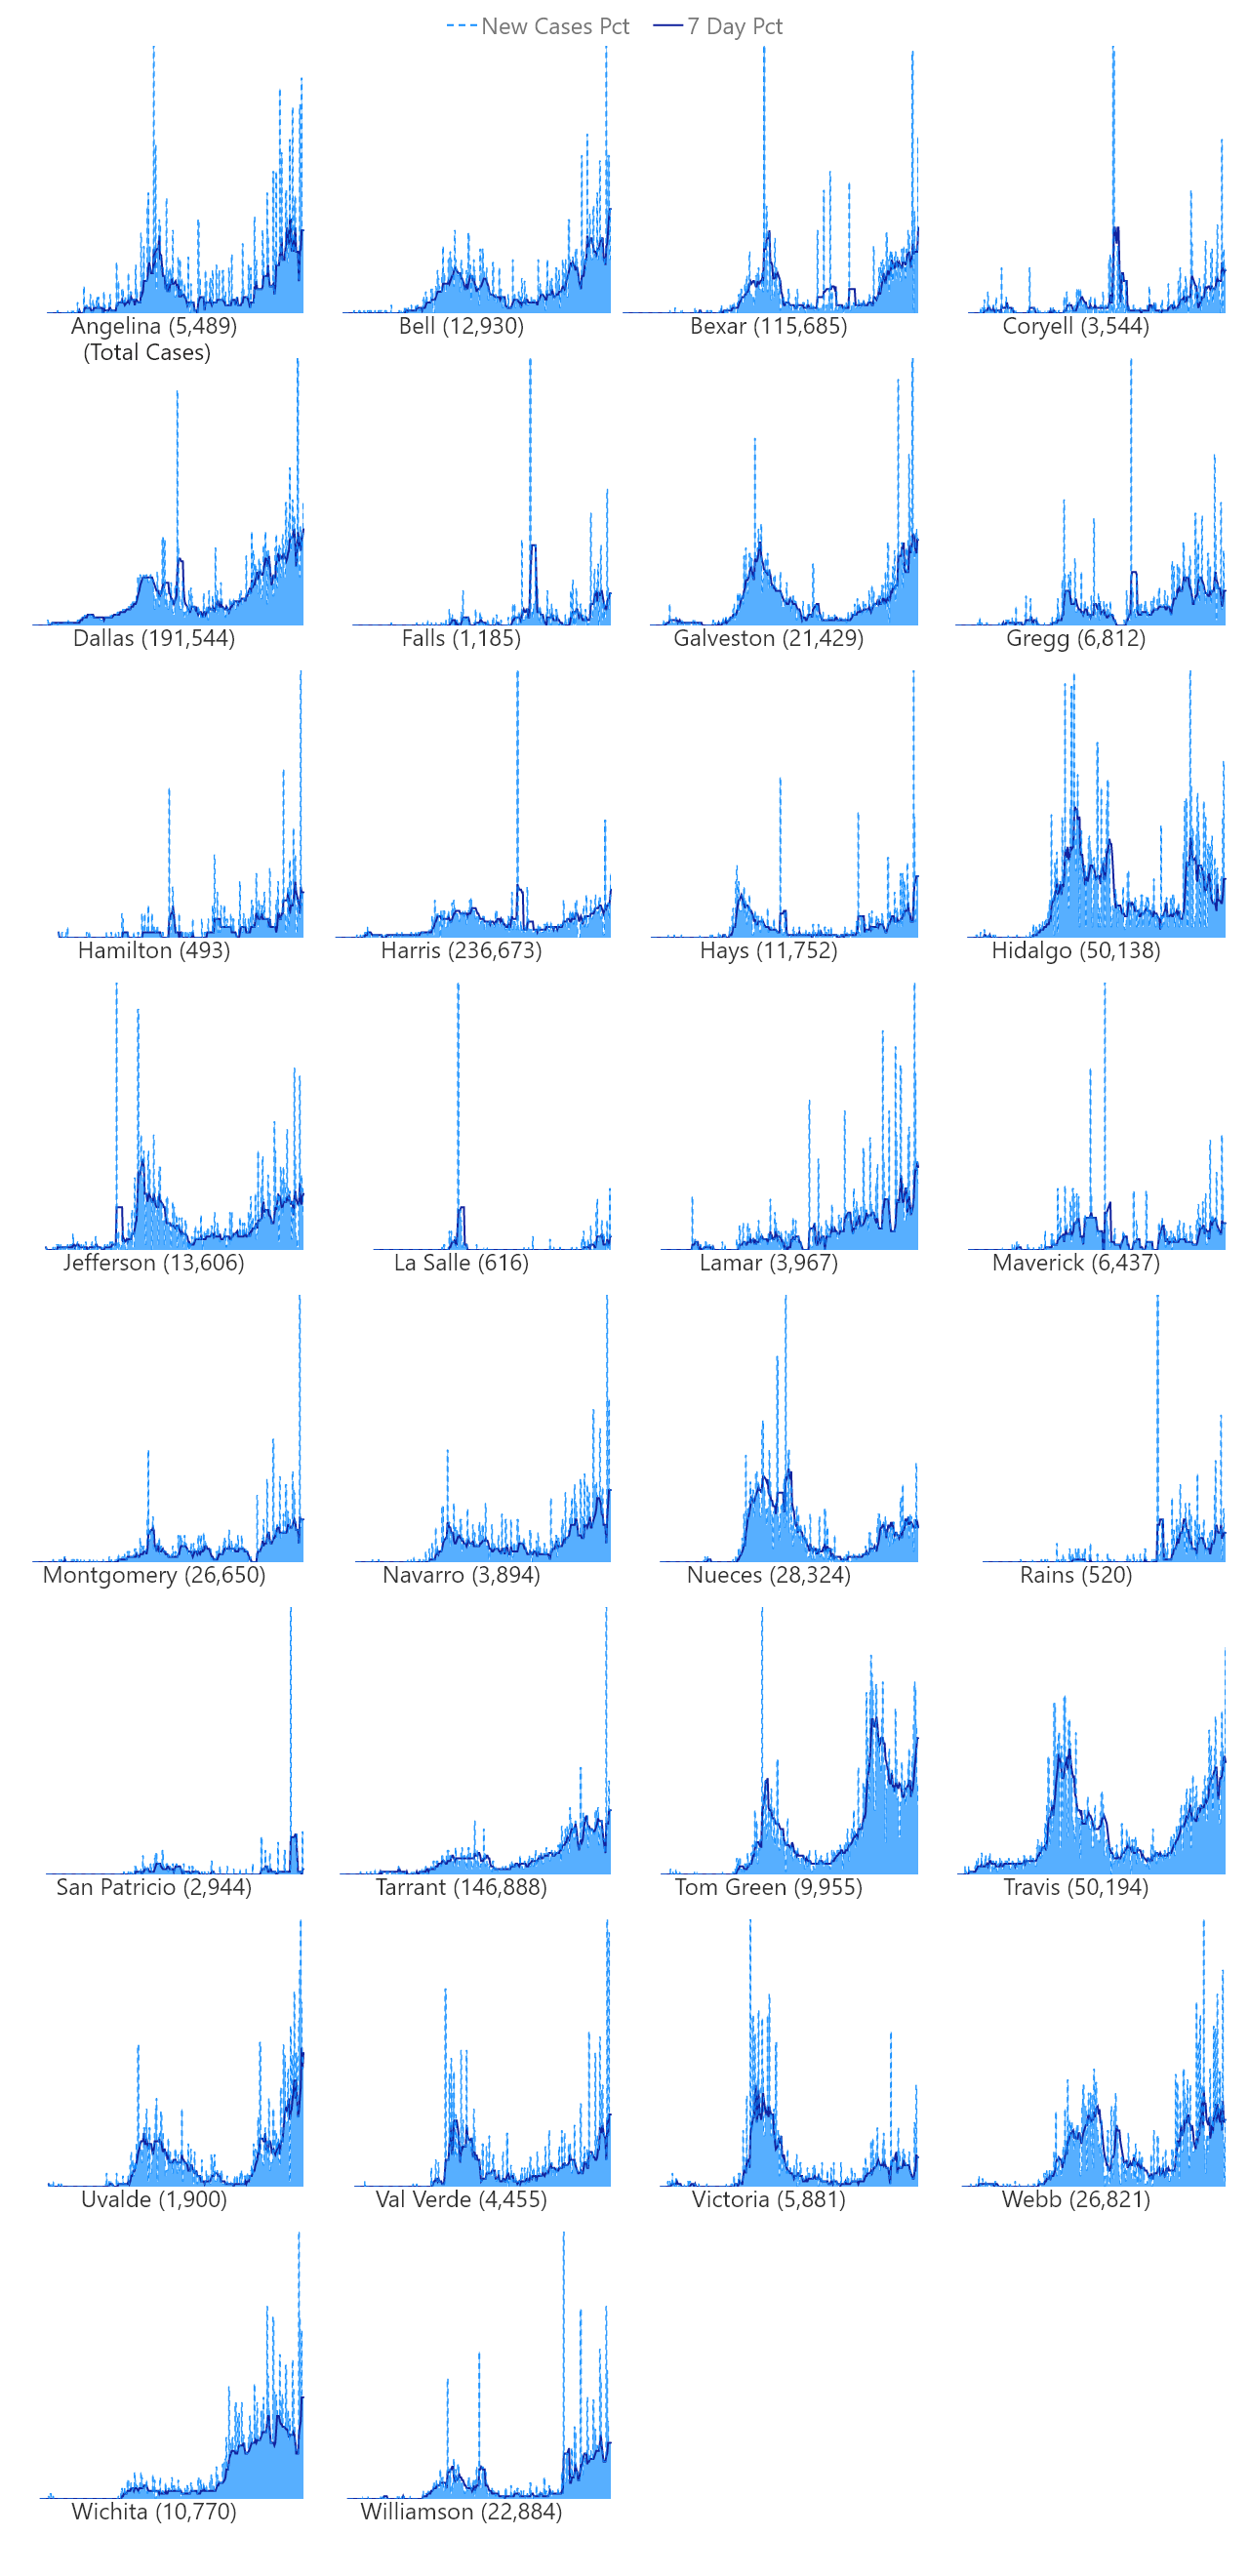 New Cases Pct 7 Day Pct
Angelina (5,489) Bell (12,930) Bexar (115,685) Coryell (3,544)
(Total Cases)
Dallas (191,544) Falls (1,185) Galveston (21,429) Gregg (6,812)
Hamilton (493) Harris (236,673) Hays (11,752) Hidalgo (50,138)
Jefferson (13,606) La Salle (616) Lamar (3,967) Maverick (6,437)
Montgomery (26,650) Navarro (3,894) Nueces (28,324) Rains (520)
San Patricio (2,944) Tarrant (146,888) Tom Green (9,955) Travis (50,194)
Uvalde (1,900) Val Verde (4,455) Victoria (5,881) Webb (26,821)
Wichita (10,770) Williamson (22,884)